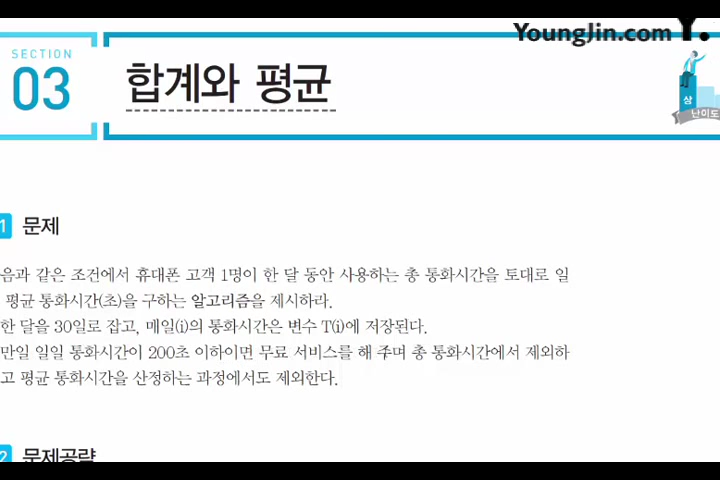 YoungJin.com Y.
SECTION
03
합계와 평균
상
난이도
1 문제
음과 같은 조건에서 휴대폰 고객 1명이 한 달 동안 사용하는 총 통화시간을 토대로 일
평균 통화시간(초)을 구하는 알고리즘을 제시하라.
한 달을 30일로 잡고, 매일(i)의 통화시간은 변수 T(i)에 저장된다.
만일 일일 통화시간이 200초 이하이면 무료 서비스를 해 주며 총 통화시간에서 제외하
고 평균 통화시간을 산정하는 과정에서도 제외한다.
2 문제공략